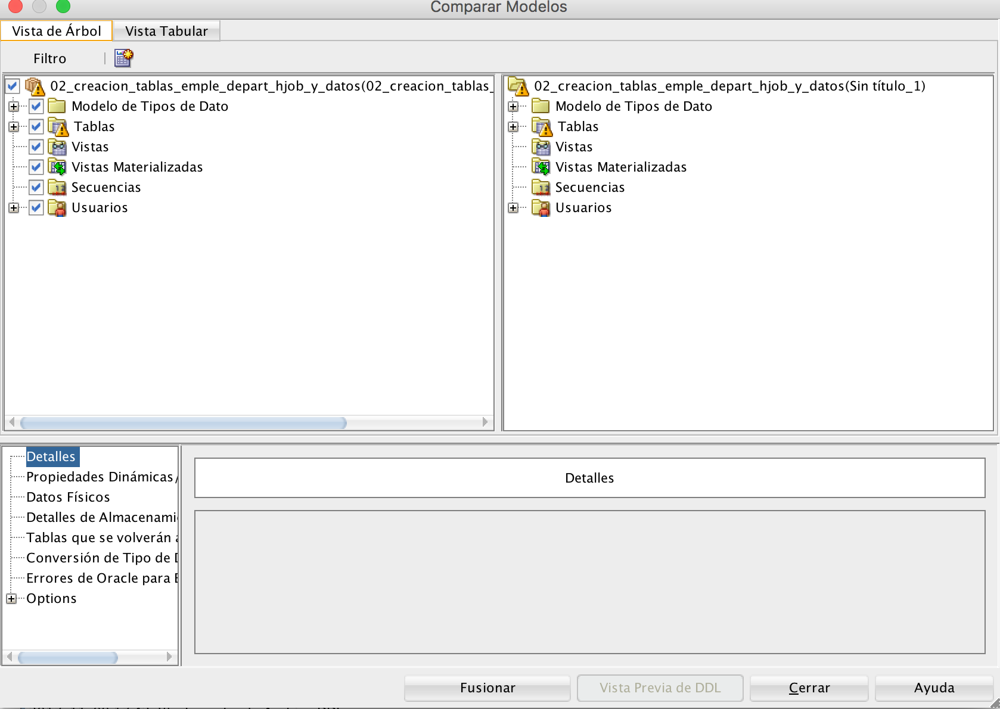 Comparar Modelos
Vista de Árbol
Vista Tabular
Filtro
02_creacion_tablas_emple_depart_hjob_y_datos(02_creacion_tablas_
Modelo de Tipos de Dato
Tablas
Vistas
Vistas Materializadas
Secuencias
Usuarios
02_creacion_tablas_emple_depart_hjob_y_datos(Sin título_1)
Modelo de Tipos de Dato
Tablas
Vistas
Vistas Materializadas
Secuencias
Usuarios
Detalles
Propiedades Dinámicas/
Datos Físicos
Detalles de Almacenami
Tablas que se volverán
Conversión de Tipo de
Errores de Oracle para
Options
Detalles
Fusionar
Vista Previa de DDL
Cerrar
Ayuda